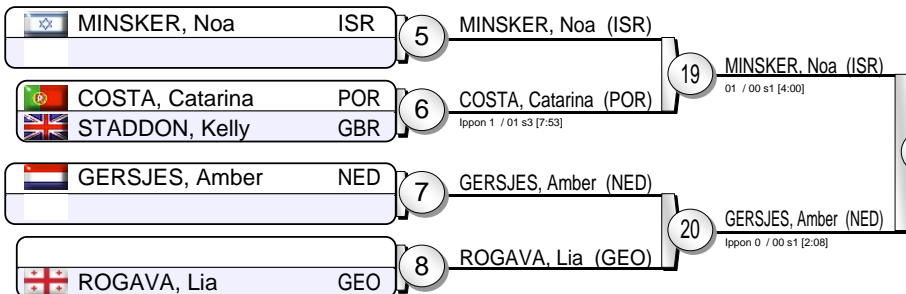 MINSKER, Noa ISR
5
MINSKER, Noa (ISR)
19
MINSKER, Noa (ISR)
01 / 00 s1 [4:00]
COSTA, Catarina POR
STADDON, Kelly GBR
6
COSTA, Catarina (POR)
Ippon 1 / 01 s3 [7:53]
GERSJES, Amber NED
7
GERSJES, Amber (NED)
20
GERSJES, Amber (NED)
Ippon 0 / 00 s1 [2:08]
ROGAVA, Lia GEO
8
ROGAVA, Lia (GEO)